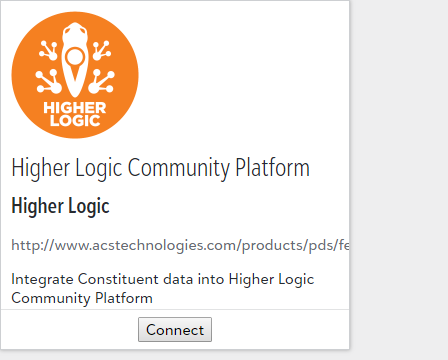 HIGHER
LOGIC
Higher Logic Community Platform
Higher Logic
http://www.acstechnologies.com/products/pds/fe
Integrate Constituent data into Higher Logic
Community Platform
Connect